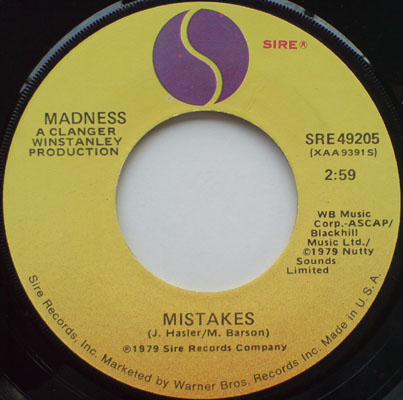 SIRE®
MADNESS
A CLANGER
WINSTANLEY
PRODUCTION
SRE 49205
(XAA 9391 S)
2:59
WB Music
Corp.-ASCAP/
Blackhill
Music Ltd./
©1979 Nutty
Sounds
Limited
MISTAKES
(J. Hasler/M. Barson)
℗1979 Sire Records Company
Sire Records, Inc. Marketed by Warner Bros. Records Inc. Made in U.S.A.